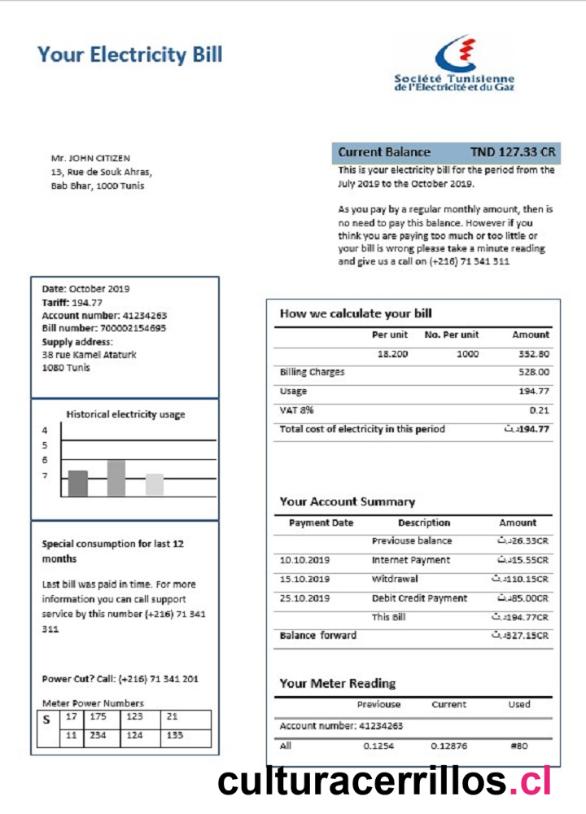 Your Electricity Bill
Société Tunisienne
de l'Electricité et du Gaz
Mr. JOHN CITIZEN
13, Rue de Souk Ahras,
Bab Bhar, 1000 Tunis
Current Balance TND 127.33 CR
This is your electricity bill for the period from the
July 2019 to the October 2019.
As you pay by a regular monthly amount, then is
no need to pay this balance. However if you
think you are paying too much or too little or
your bill is wrong please take a minute reading
and give us a call on (+216) 71 341 311
Date: October 2019
Tariff: 194.77
Account number: 41234263
Bill number: 700002154695
Supply address:
38 rue Kamel Ataturk
1080 Tunis
Historical electricity usage
4
5
6
7
Special consumption for last 12
months
Last bill was paid in time. For more
information you can call support
service by this number (+216) 71 341
311
Power Cut? Call: (+216) 71 341 201
Meter Power Numbers
S 17 175 123 21
11 234 124 133
How we calculate your bill
Per unit No. Per unit Amount
18.200 1000 332.80
Billing Charges 528.00
Usage 194.77
VAT 8% 0.21
Total cost of electricity in this period د.ت194.77
Your Account Summary
Payment Date Description Amount
Previouse balance د.ت26.33CR
10.10.2019 Internet Payment د.ت15.55CR
15.10.2019 Witdrawal د.ت110.15CR
25.10.2019 Debit Credit Payment د.ت85.00CR
This Bill د.ت194.77CR
Balance forward د.ت327.15CR
Your Meter Reading
Previouse Current Used
Account number: 41234263
All 0.1254 0.12876 #80
culturacerrillos.cl